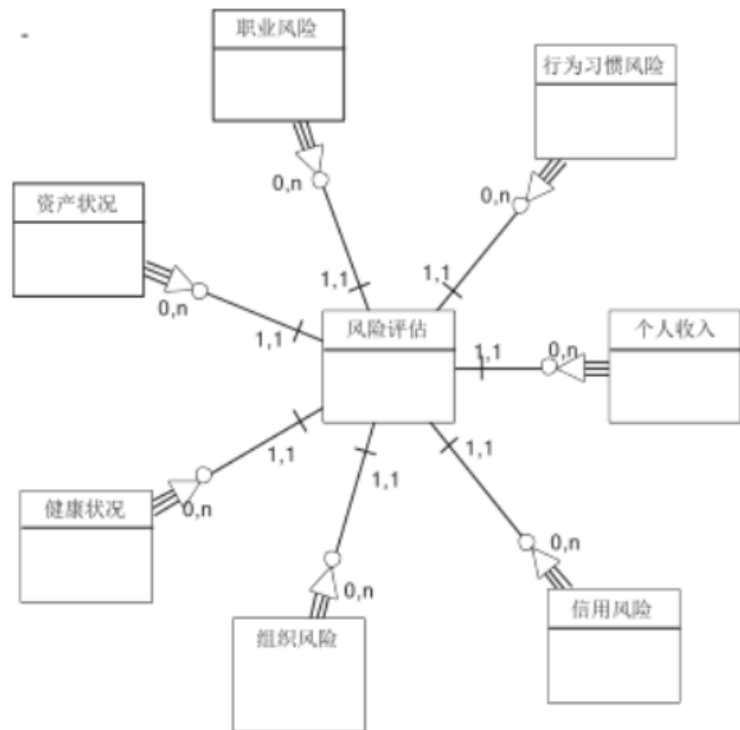 职业风险
行为习惯风险
0,n
0,n
资产状况
0,n
1,1
1,1
风险评估
个人收入
1,1
1,1
0,n
1,1
1,1
1,1
健康状况
0,n
0,n
0,n
组织风险
信用风险